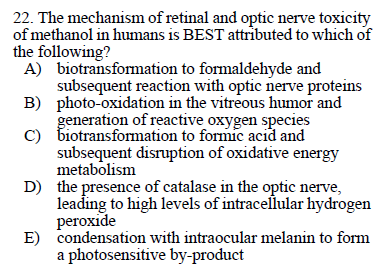 22. The mechanism of retinal and optic nerve toxicity
of methanol in humans is BEST attributed to which of
the following?
A) biotransformation to formaldehyde and
subsequent reaction with optic nerve proteins
B) photo-oxidation in the vitreous humor and
generation of reactive oxygen species
C) biotransformation to formic acid and
subsequent disruption of oxidative energy
metabolism
D) the presence of catalase in the optic nerve,
leading to high levels of intracellular hydrogen
peroxide
E) condensation with intraocular melanin to form
a photosensitive by-product